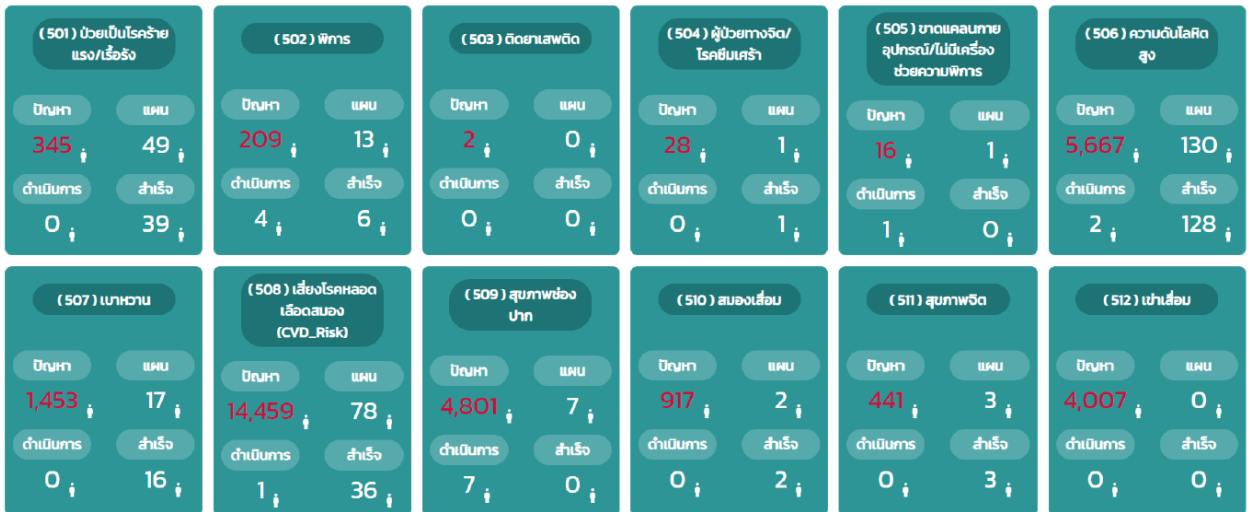 (501) ป่วยเป็นโรคร้าย
แรง/เรื้อรัง
ปัญหา แผน
345 49
ดำเนินการ สำเร็จ
0 39
(502) พิการ
ปัญหา แผน
209 13
ดำเนินการ สำเร็จ
4 6
(503) ติดยาเสพติด
ปัญหา แผน
2 0
ดำเนินการ สำเร็จ
0 0
(504) ผู้ป่วยทางจิต/
โรคซึมเศร้า
ปัญหา แผน
28 1
ดำเนินการ สำเร็จ
0 1
(505) ขาดแคลนกาย
อุปกรณ์/ไม่มีเครื่อง
ช่วยความพิการ
ปัญหา แผน
16 1
ดำเนินการ สำเร็จ
1 0
(506) ความดันโลหิต
สูง
ปัญหา แผน
5,667 130
ดำเนินการ สำเร็จ
2 128
(507) เบาหวาน
ปัญหา แผน
1,453 17
ดำเนินการ สำเร็จ
0 16
(508) เสี่ยงโรคหลอด
เลือดสมอง
(CVD_Risk)
ปัญหา แผน
14,459 78
ดำเนินการ สำเร็จ
1 36
(509) สุขภาพช่อง
ปาก
ปัญหา แผน
4,801 7
ดำเนินการ สำเร็จ
7 0
(510) สมองเสื่อม
ปัญหา แผน
917 2
ดำเนินการ สำเร็จ
0 2
(511) สุขภาพจิต
ปัญหา แผน
441 3
ดำเนินการ สำเร็จ
0 3
(512) เข่าเสื่อม
ปัญหา แผน
4,007 0
ดำเนินการ สำเร็จ
0 0